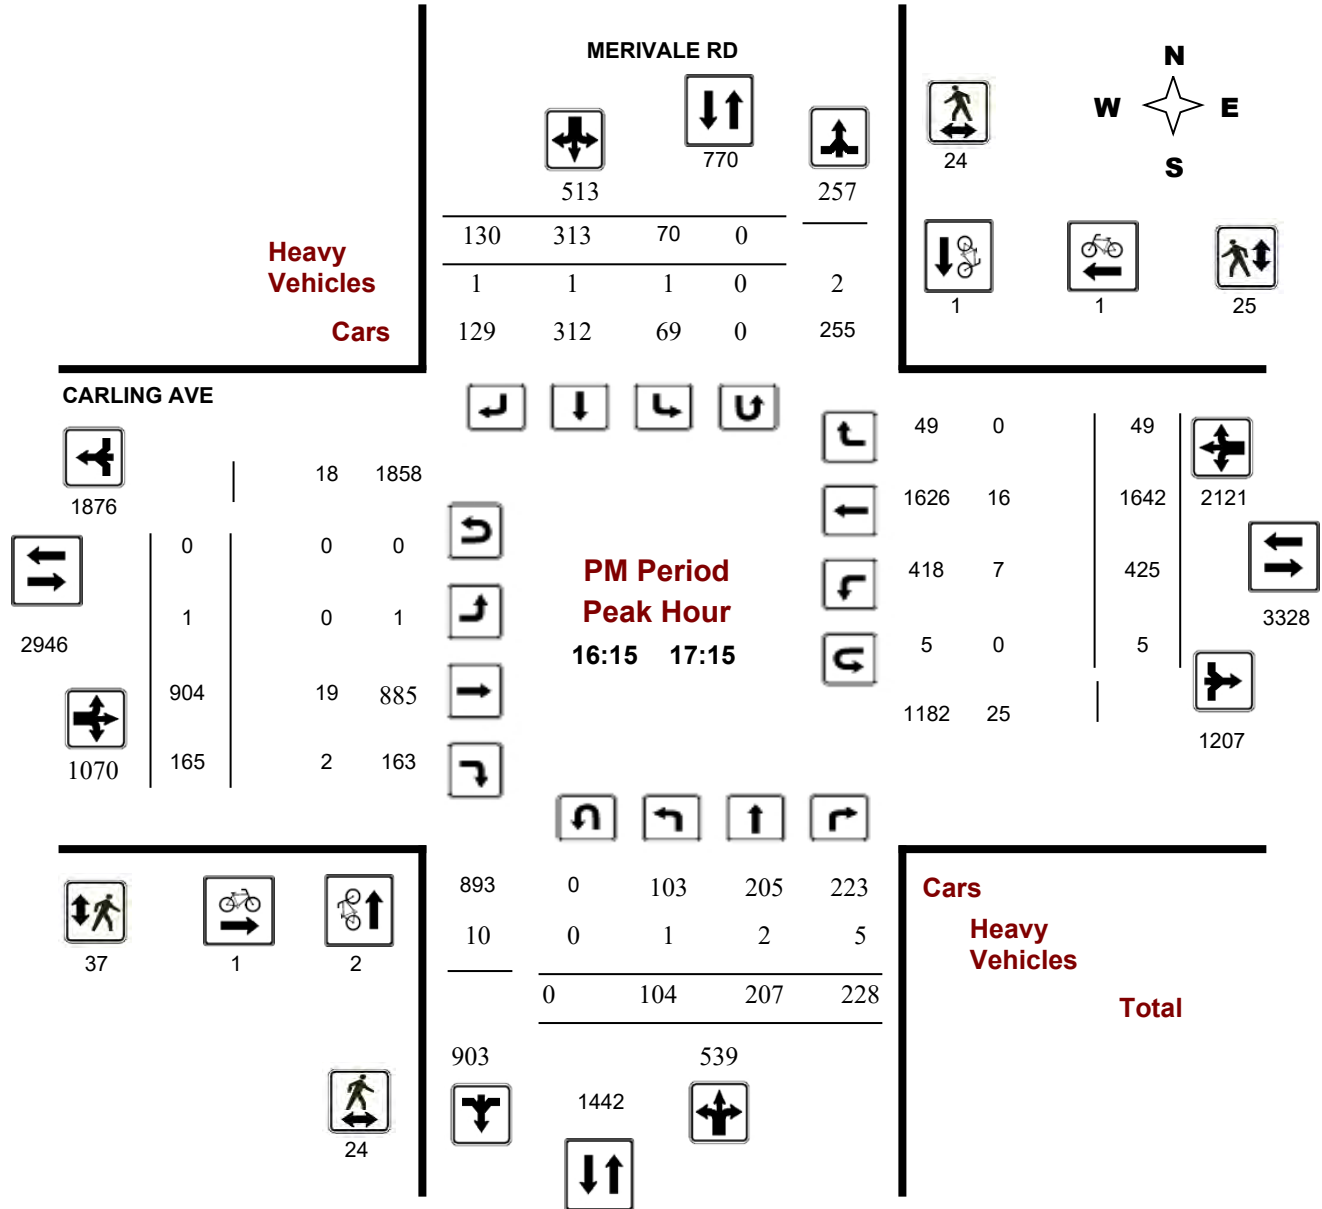 MERIVALE RD
N
W E
S
770
24
513 257
130 313 70 0
Heavy
Vehicles 1 1 1 0 2
Cars 129 312 69 0 255
1 1 25
CARLING AVE
49 0 49
18 1858
1876
1626 16 1642 2121
0 0 0
PM Period
418 7 425
Peak Hour
1 0 1
3328
2946
16:15 17:15
5 0 5
904 19 885
1182 25
1207
1070 165 2 163
893 0 103 205 223 Cars
10 0 1 2 5 Heavy
Vehicles
37 1 2
0 104 207 228 Total
903 539
1442
24